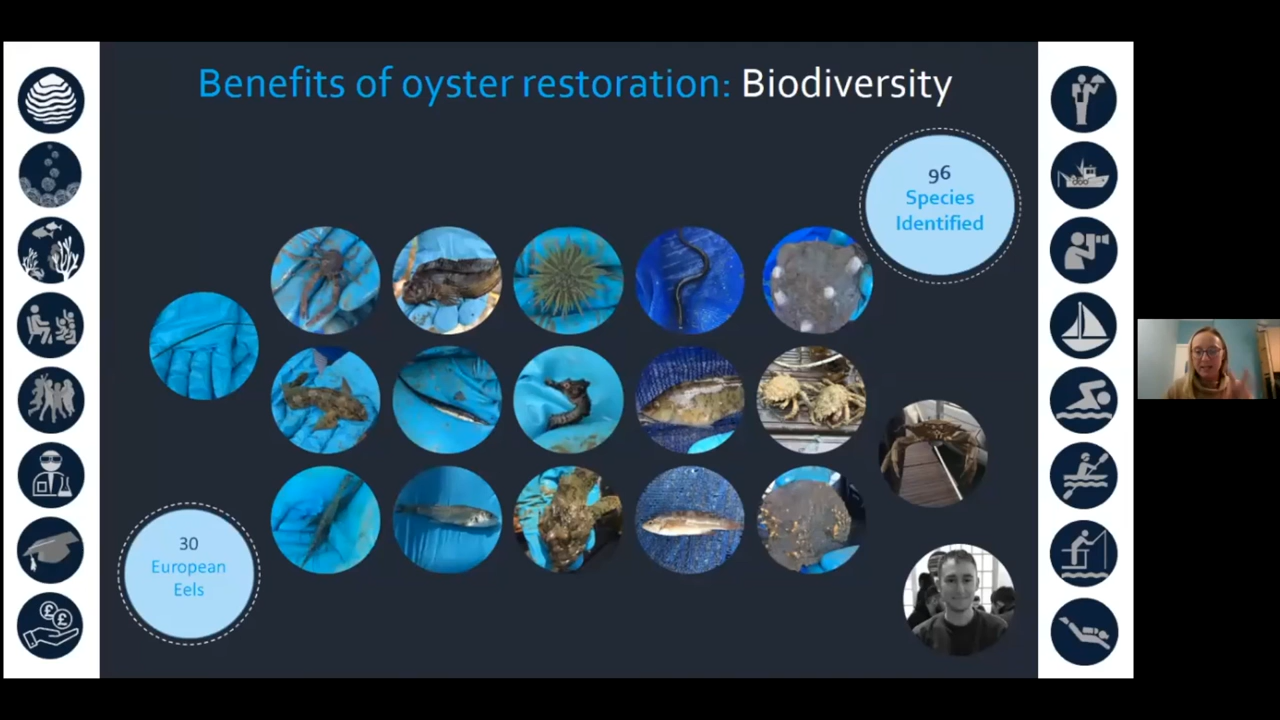 Benefits of oyster restoration: Biodiversity
96
Species
Identified
30
European
Eels